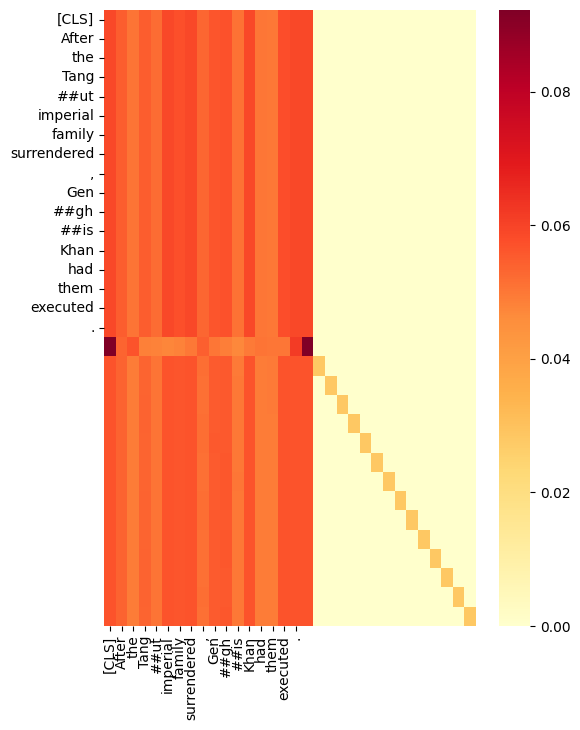 [CLS]
After
the
Tang
##ut
imperial
family
surrendered
,
Gen
##gh
##is
Khan
had
them
executed
.
0.08
0.06
0.04
0.02
0.00
[CLS]
After
the
Tang
##ut
imperial
family
surrendered
,
Gen
##gh
##is
Khan
had
them
executed
.